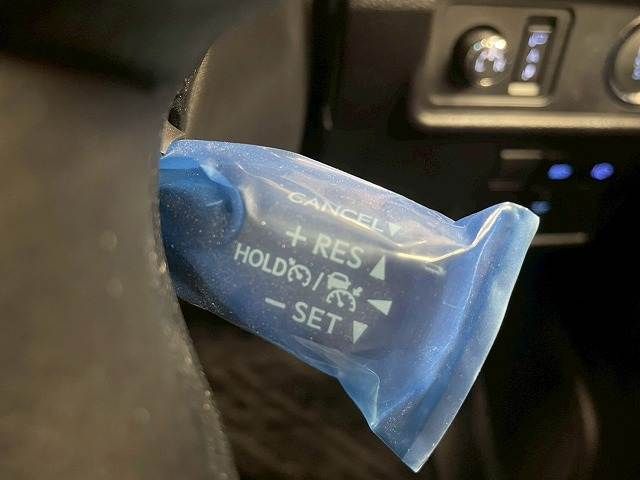 CANCEL▼
+ RES ▲
HOLD /
− SET ▼